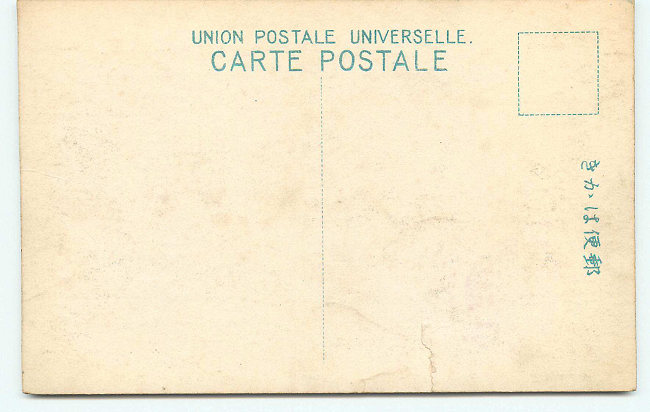 UNION POSTALE UNIVERSELLE.
CARTE POSTALE
きかは便郵